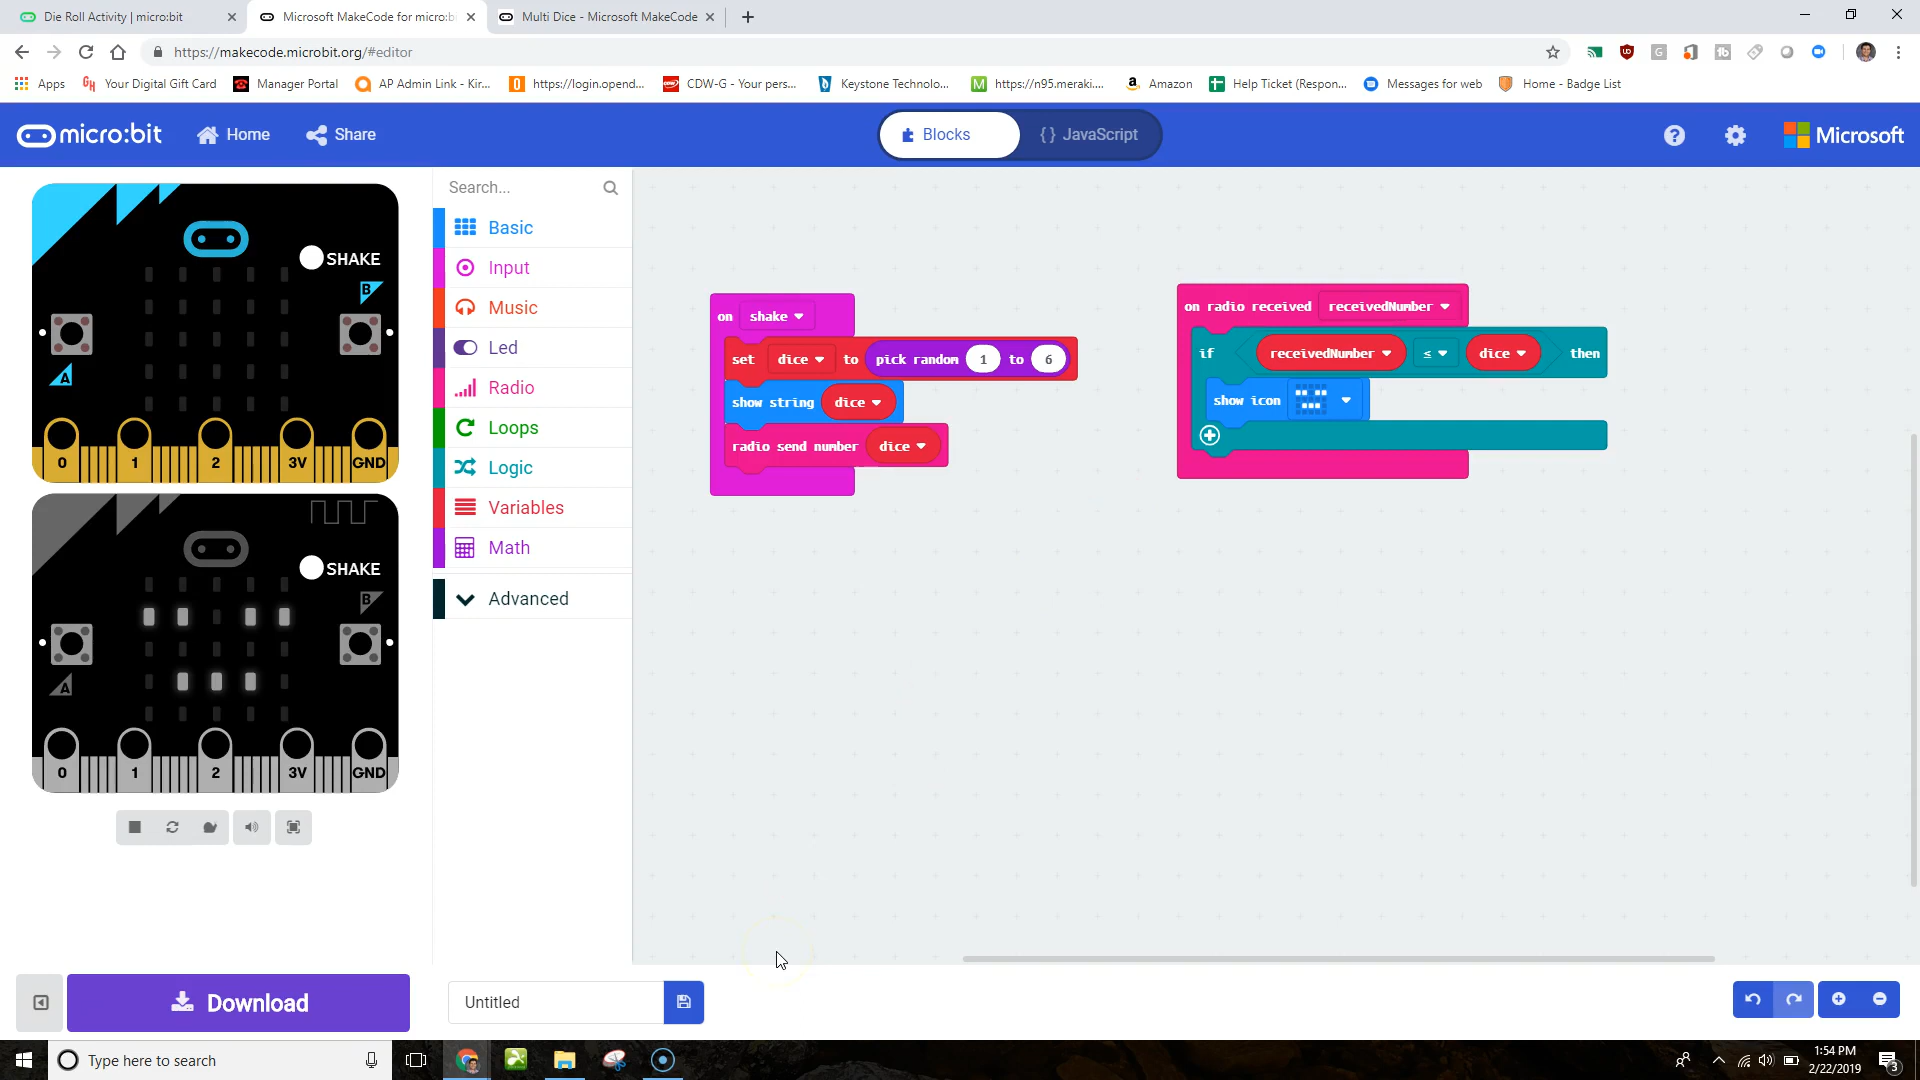 Die Roll Activity | micro:bit
Microsoft MakeCode for micro:bi
Multi Dice - Microsoft MakeCode
https://makecode.microbit.org/#editor
Apps
Your Digital Gift Card
Manager Portal
AP Admin Link - Kir...
https://login.opend...
CDW-G - Your pers...
Keystone Technolo...
https://n95.meraki....
Amazon
Help Ticket (Respon...
Messages for web
Home - Badge List
micro:bit
Home
Share
Blocks
{} JavaScript
Microsoft
SHAKE
B
A
0 1 2 3V GND
SHAKE
B
A
0 1 2 3V GND
Search...
Basic
Input
Music
Led
Radio
Loops
Logic
Variables
Math
Advanced
on shake
set dice to pick random 1 to 6
show string dice
radio send number dice
on radio received receivedNumber
if receivedNumber ≤ dice then
show icon
Download
Untitled
Type here to search
1:54 PM
2/22/2019
3